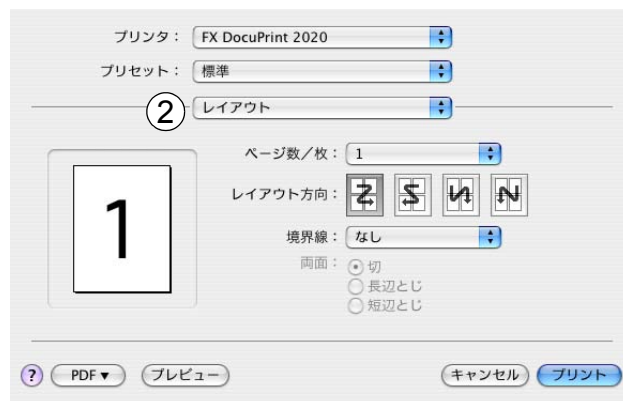 プリンタ： FX DocuPrint 2020
プリセット： 標準
② レイアウト
ページ数／枚： 1
レイアウト方向：
境界線： なし
両面： 切
長辺とじ
短辺とじ
1
? PDF▼ プレビュー キャンセル プリント